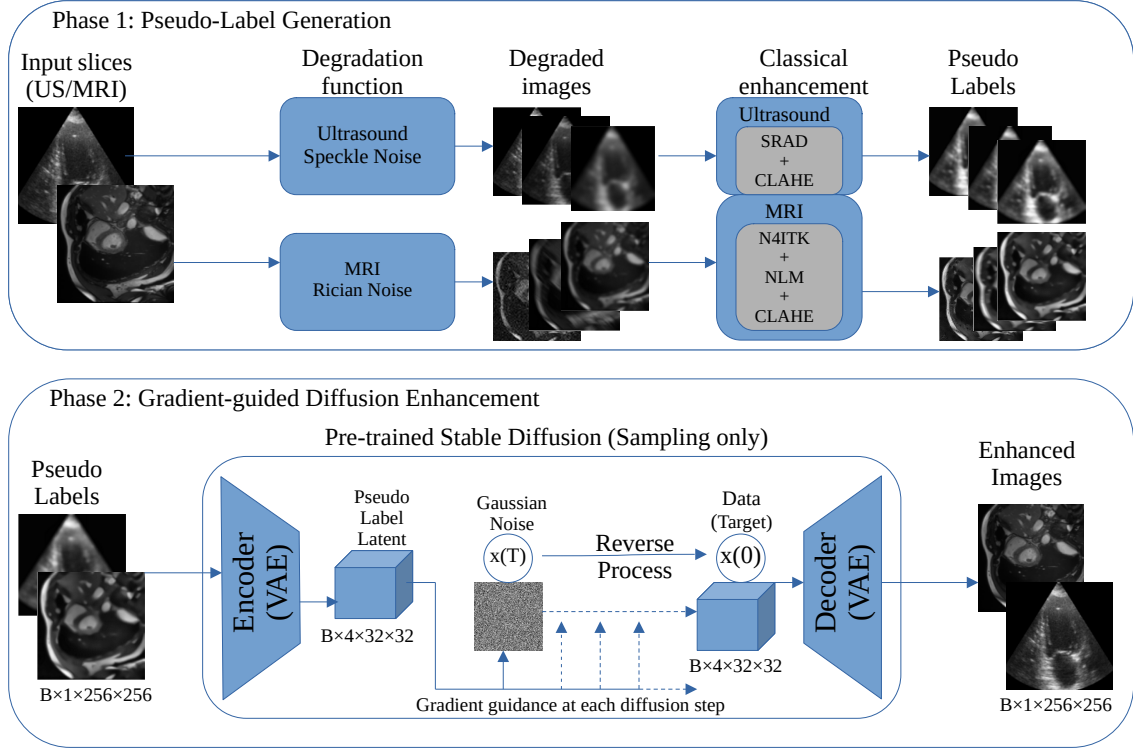 Phase 1: Pseudo-Label Generation
Input slices
(US/MRI)
Degradation
function
Degraded
images
Classical
enhancement
Pseudo
Labels
Ultrasound
Speckle Noise
Ultrasound
SRAD
+
CLAHE
MRI
Rician Noise
MRI
N4ITK
+
NLM
+
CLAHE
Phase 2: Gradient-guided Diffusion Enhancement
Pre-trained Stable Diffusion (Sampling only)
Pseudo
Labels
B×1×256×256
Encoder
(VAE)
Pseudo
Label
Latent
B×4×32×32
Gaussian
Noise
x(T)
Reverse
Process
Data
(Target)
x(0)
B×4×32×32
Gradient guidance at each diffusion step
Decoder
(VAE)
Enhanced
Images
B×1×256×256